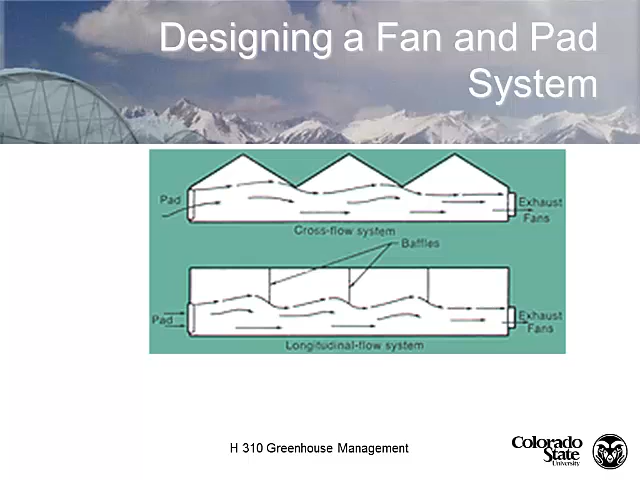 Designing a Fan and Pad
System
Pad
Exhaust
Fans
Cross-flow system
Baffles
Pad
Exhaust
Fans
Longitudinal-flow system
H 310 Greenhouse Management
Colorado
State
University